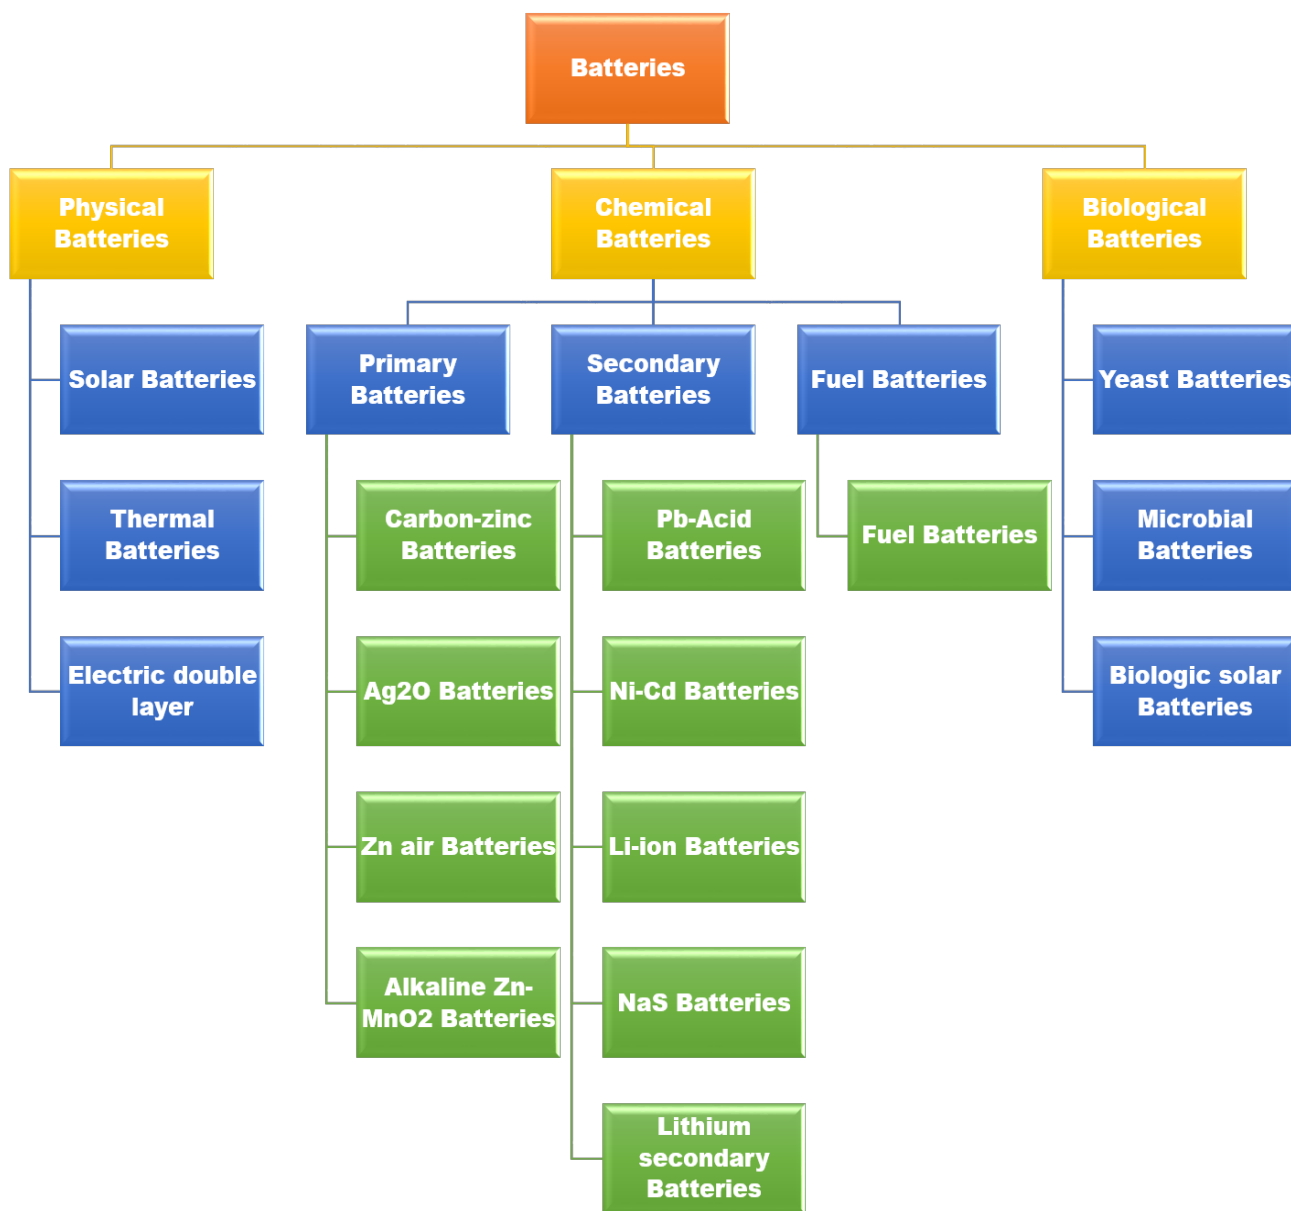 Batteries
Physical
Batteries
Chemical
Batteries
Biological
Batteries
Solar Batteries
Thermal
Batteries
Electric double
layer
Primary
Batteries
Carbon-zinc
Batteries
Ag2O Batteries
Zn air Batteries
Alkaline Zn-
MnO2 Batteries
Secondary
Batteries
Pb-Acid
Batteries
Ni-Cd Batteries
Li-ion Batteries
NaS Batteries
Lithium
secondary
Batteries
Fuel Batteries
Fuel Batteries
Yeast Batteries
Microbial
Batteries
Biologic solar
Batteries